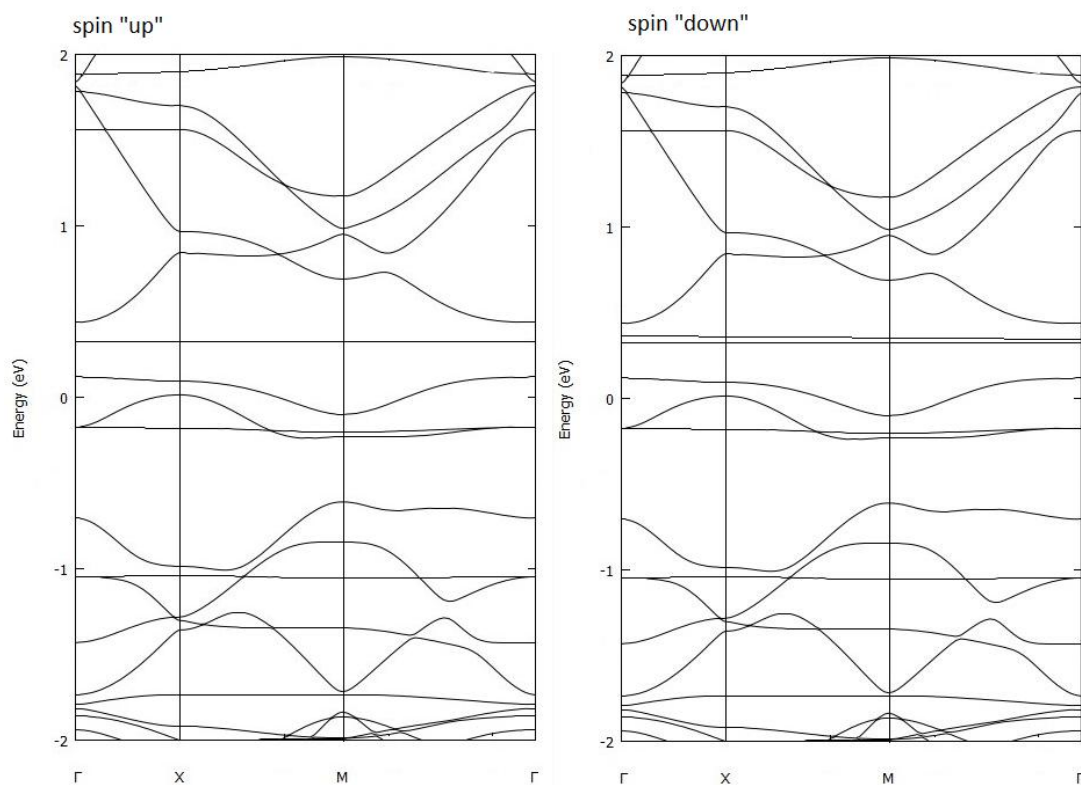 spin "up"
spin "down"
2
1
0
-1
-2
Energy (eV)
Γ X M Γ
2
1
0
-1
-2
Energy (eV)
Γ X M Γ